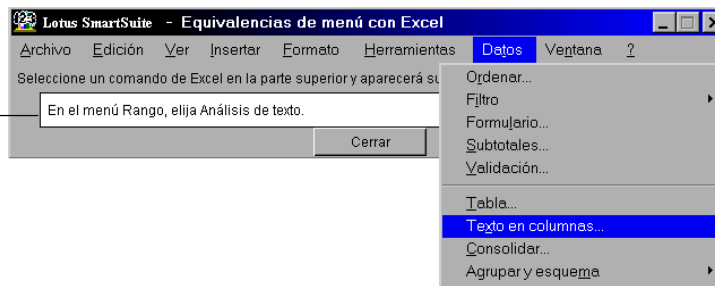 Lotus SmartSuite - Equivalencias de menú con Excel
Archivo Edición Ver Insertar Formato Herramientas Datos Ventana ?
Seleccione un comando de Excel en la parte superior y aparecerá su
En el menú Rango, elija Análisis de texto.
Cerrar
Ordenar...
Filtro
Formulario...
Subtotales...
Validación...
Tabla...
Texto en columnas...
Consolidar...
Agrupar y esquema